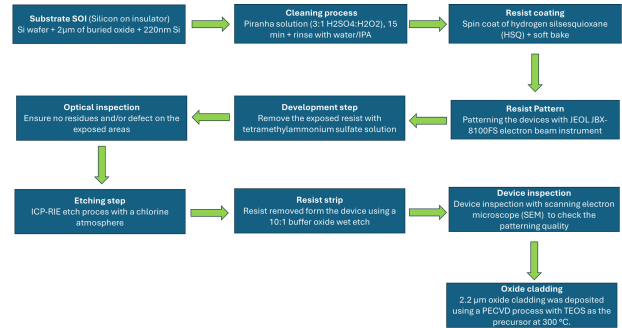 Substrate SOI (Silicon on insulator)
Si wafer + 2µm of buried oxide + 220nm Si
Cleaning process
Piranha solution (3:1 H2SO4:H2O2), 15
min + rinse with water/IPA
Resist coating
Spin coat of hydrogen silsesquioxane
(HSQ) + soft bake
Optical inspection
Ensure no residues and/or defect on the
exposed areas
Development step
Remove the exposed resist with
tetramethylammonium sulfate solution
Resist Pattern
Patterning the devices with JEOL JBX-
8100FS electron beam instrument
Etching step
ICP-RIE etch proces with a chlorine
atmosphere
Resist strip
Resist removed form the device using a
10:1 buffer oxide wet etch
Device inspection
Device inspection with scanning electron
microscope (SEM) to check the
patterning quality
Oxide cladding
2.2 µm oxide cladding was deposited
using a PECVD process with TEOS as the
precursor at 300 ºC.